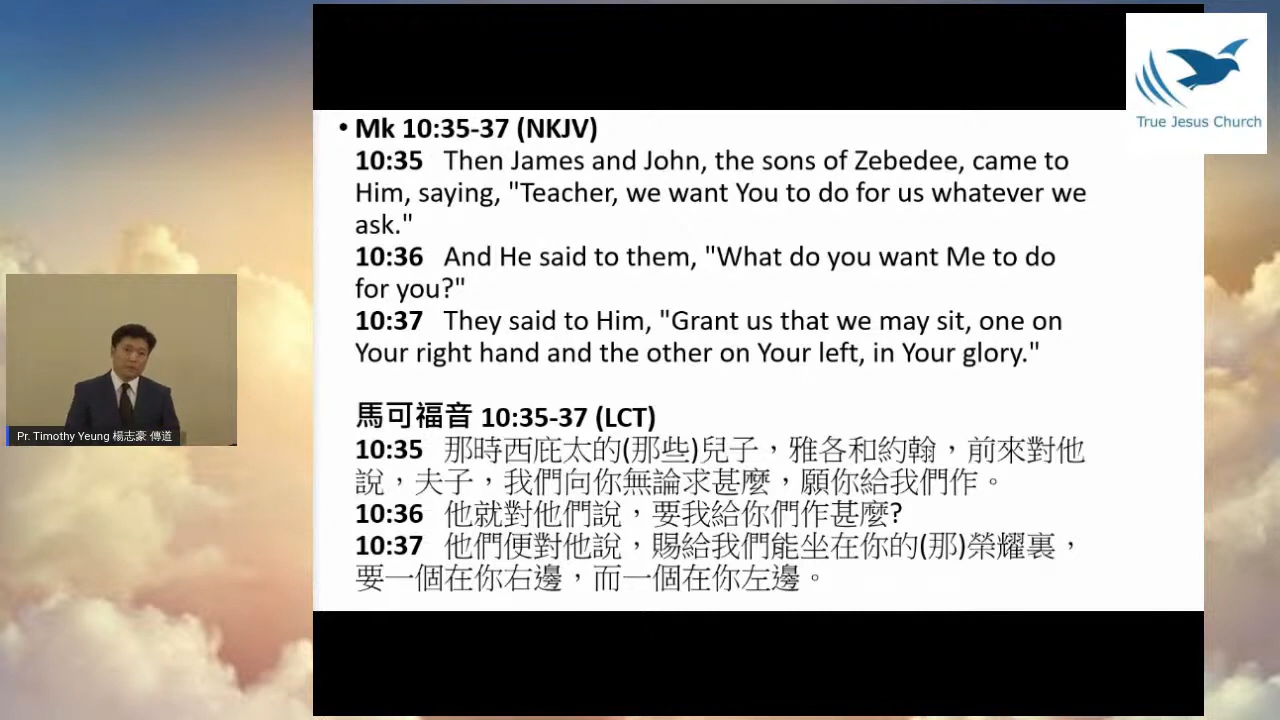 • Mk 10:35-37 (NKJV)
10:35 Then James and John, the sons of Zebedee, came to
Him, saying, "Teacher, we want You to do for us whatever we
ask."
10:36 And He said to them, "What do you want Me to do
for you?"
10:37 They said to Him, "Grant us that we may sit, one on
Your right hand and the other on Your left, in Your glory."
馬可福音 10:35-37 (LCT)
10:35 那時西庇太的(那些)兒子，雅各和約翰，前來對他
說，夫子，我們向你無論求甚麼，願你給我們作。
10:36 他就對他們說，要我給你們作甚麼?
10:37 他們便對他說，賜給我們能坐在你的(那)榮耀裏，
要一個在你右邊，而一個在你左邊。
True Jesus Church
Pr. Timothy Yeung 楊志豪 傳道